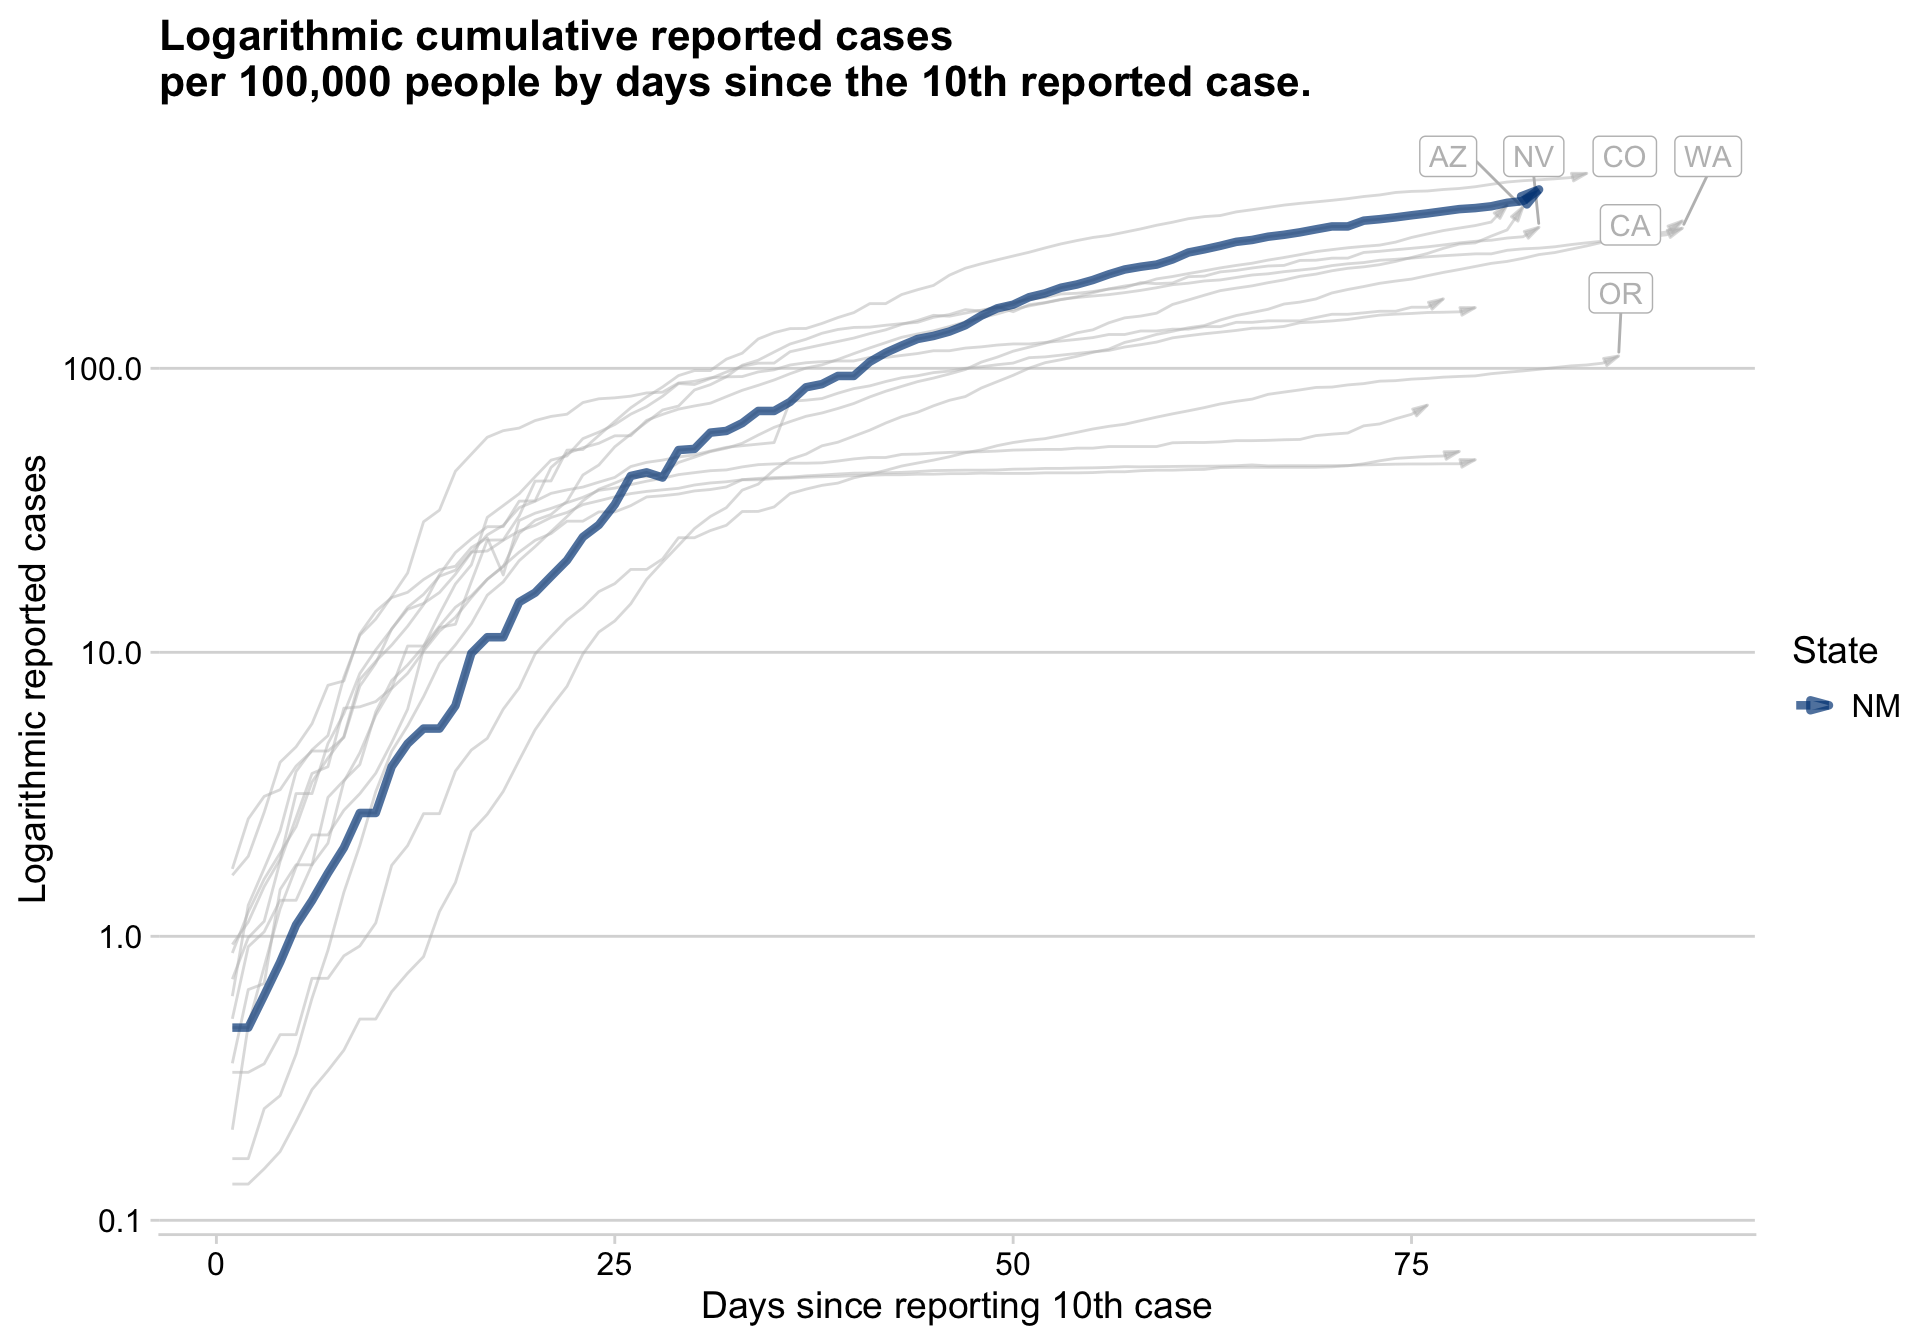 Logarithmic cumulative reported cases
per 100,000 people by days since the 10th reported case.
AZ
NV
CO
WA
CA
OR
100.0
10.0
1.0
0.1
Logarithmic reported cases
0
25
50
75
Days since reporting 10th case
State
NM